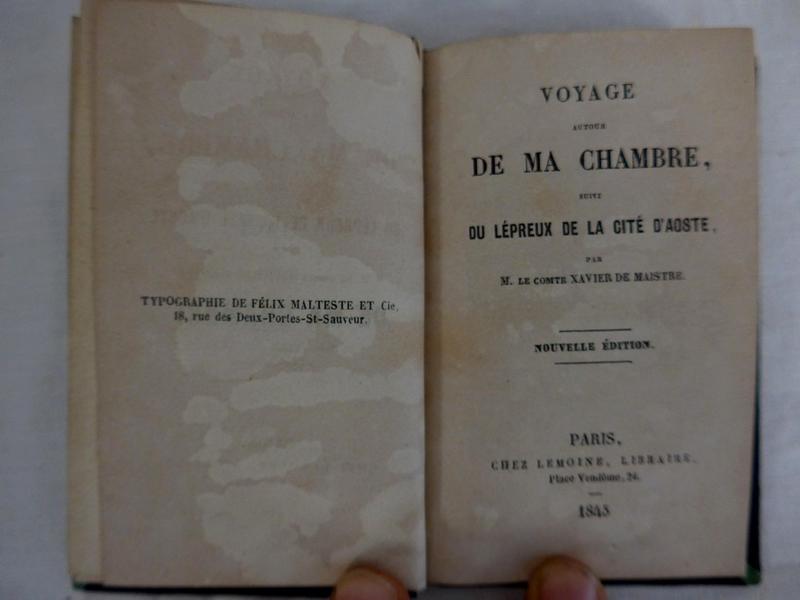 TYPOGRAPHIE DE FÉLIX MALTESTE ET Cie,
18, rue des Deux-Portes-St-Sauveur.
VOYAGE
AUTOUR
DE MA CHAMBRE,
SUIVI
DU LÉPREUX DE LA CITÉ D'AOSTE,
PAR
M. LE COMTE XAVIER DE MAISTRE.
NOUVELLE ÉDITION.
PARIS,
CHEZ LEMOINE, LIBRAIRE,
Place Vendôme, 24.
1843